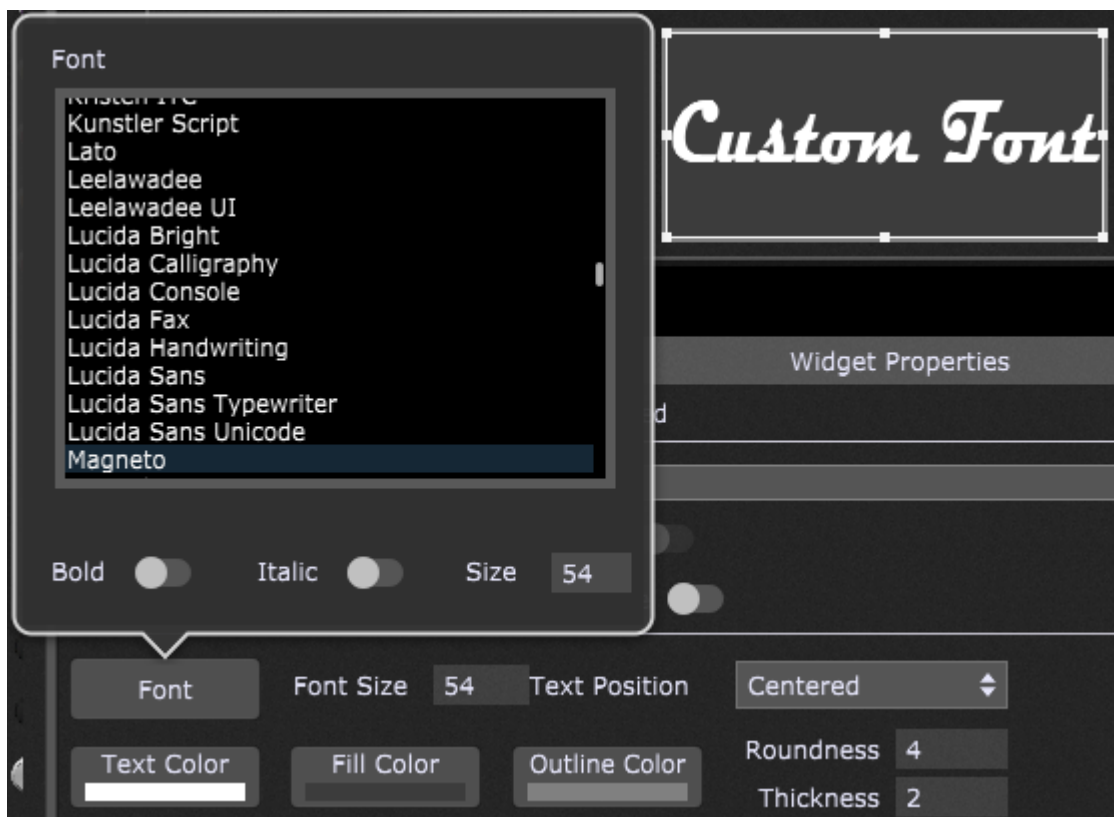 Font
Kristen ITC
Kunstler Script
Lato
Leelawadee
Leelawadee UI
Lucida Bright
Lucida Calligraphy
Lucida Console
Lucida Fax
Lucida Handwriting
Lucida Sans
Lucida Sans Typewriter
Lucida Sans Unicode
Magneto
Bold Italic Size 54
Custom Font
Widget Properties
d
Font Font Size 54 Text Position Centered
Text Color Fill Color Outline Color Roundness 4
Thickness 2